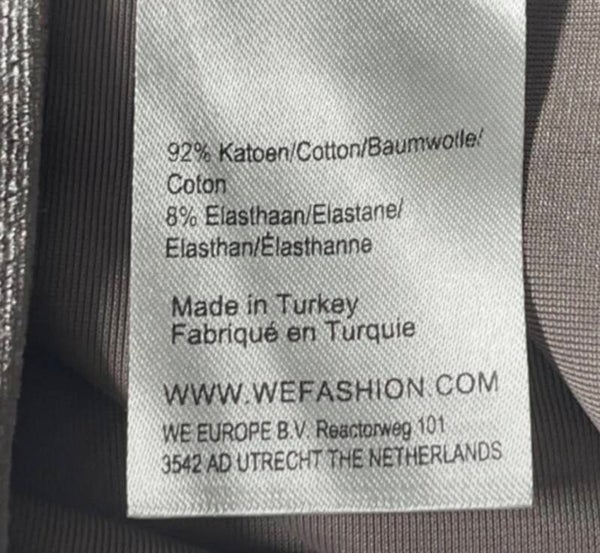 92% Katoen/Cotton/Baumwolle/
Coton
8% Elasthaan/Elastane/
Elasthan/Élasthanne
Made in Turkey
Fabriqué en Turquie
WWW.WEFASHION.COM
WE EUROPE B.V. Reactorweg 101
3542 AD UTRECHT THE NETHERLANDS